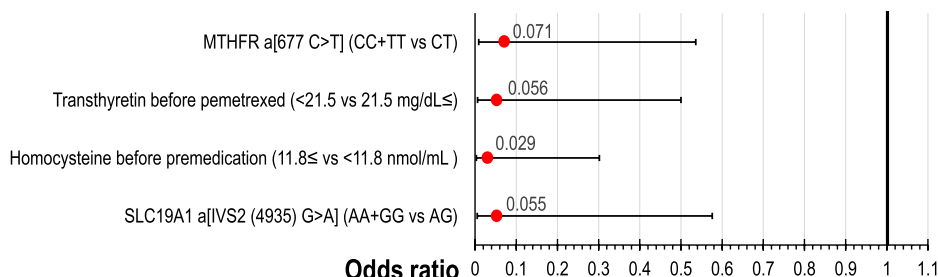 MTHFR a[677 C>T] (CC+TT vs CT)
0.071
Transthyretin before pemetrexed (<21.5 vs 21.5 mg/dL≤)
0.056
Homocysteine before premedication (11.8≤ vs <11.8 nmol/mL )
0.029
SLC19A1 a[IVS2 (4935) G>A] (AA+GG vs AG)
0.055
Odds ratio
0 0.1 0.2 0.3 0.4 0.5 0.6 0.7 0.8 0.9 1 1.1